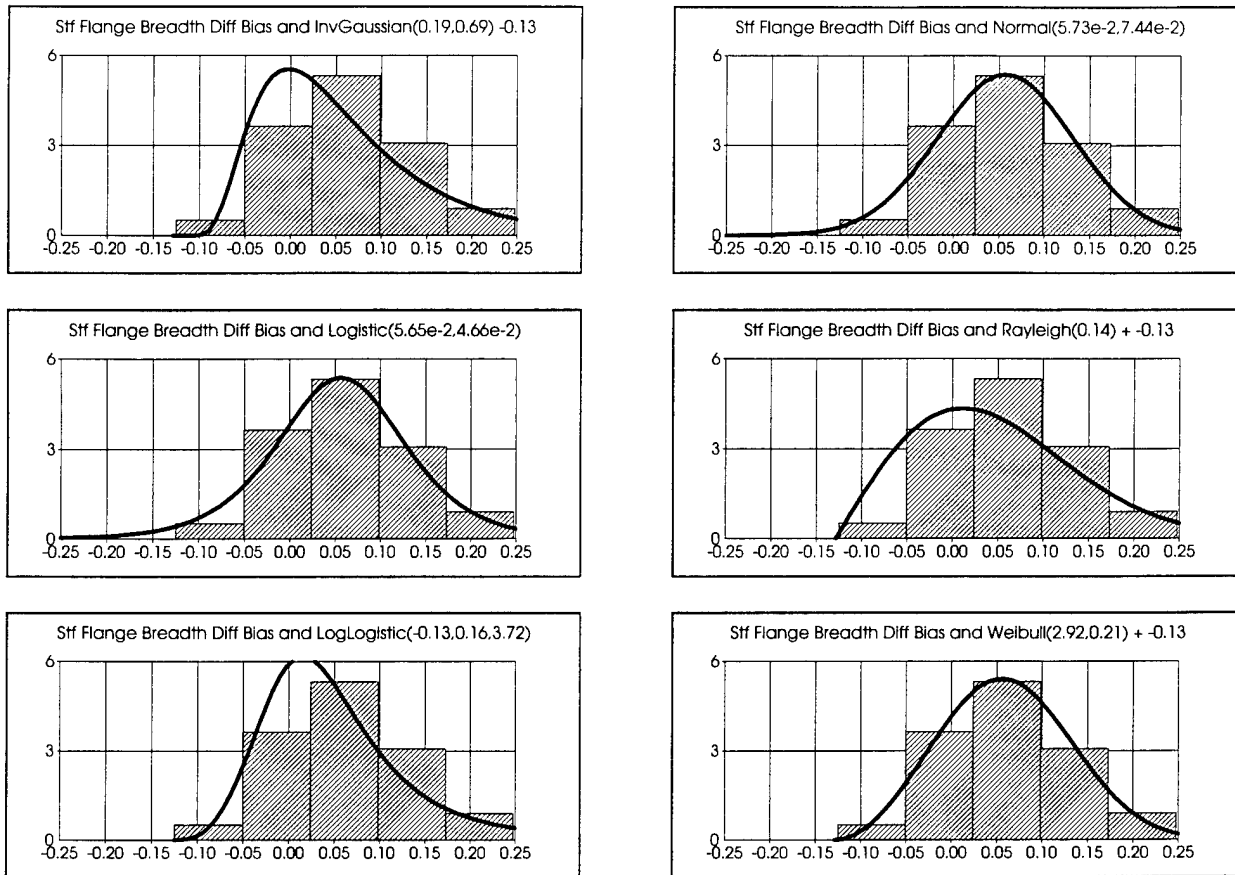 Stf Flange Breadth Diff Bias and InvGaussian(0.19,0.69) -0.13
6
3
0
-0.25 -0.20 -0.15 -0.10 -0.05 0.00 0.05 0.10 0.15 0.20 0.25
Stf Flange Breadth Diff Bias and Normal(5.73e-2,7.44e-2)
6
3
0
-0.25 -0.20 -0.15 -0.10 -0.05 0.00 0.05 0.10 0.15 0.20 0.25
Stf Flange Breadth Diff Bias and Logistic(5.65e-2,4.66e-2)
6
3
0
-0.25 -0.20 -0.15 -0.10 -0.05 0.00 0.05 0.10 0.15 0.20 0.25
Stf Flange Breadth Diff Bias and Rayleigh(0.14) + -0.13
6
3
0
-0.25 -0.20 -0.15 -0.10 -0.05 0.00 0.05 0.10 0.15 0.20 0.25
Stf Flange Breadth Diff Bias and LogLogistic(-0.13,0.16,3.72)
6
3
0
-0.25 -0.20 -0.15 -0.10 -0.05 0.00 0.05 0.10 0.15 0.20 0.25
Stf Flange Breadth Diff Bias and Weibull(2.92,0.21) + -0.13
6
3
0
-0.25 -0.20 -0.15 -0.10 -0.05 0.00 0.05 0.10 0.15 0.20 0.25